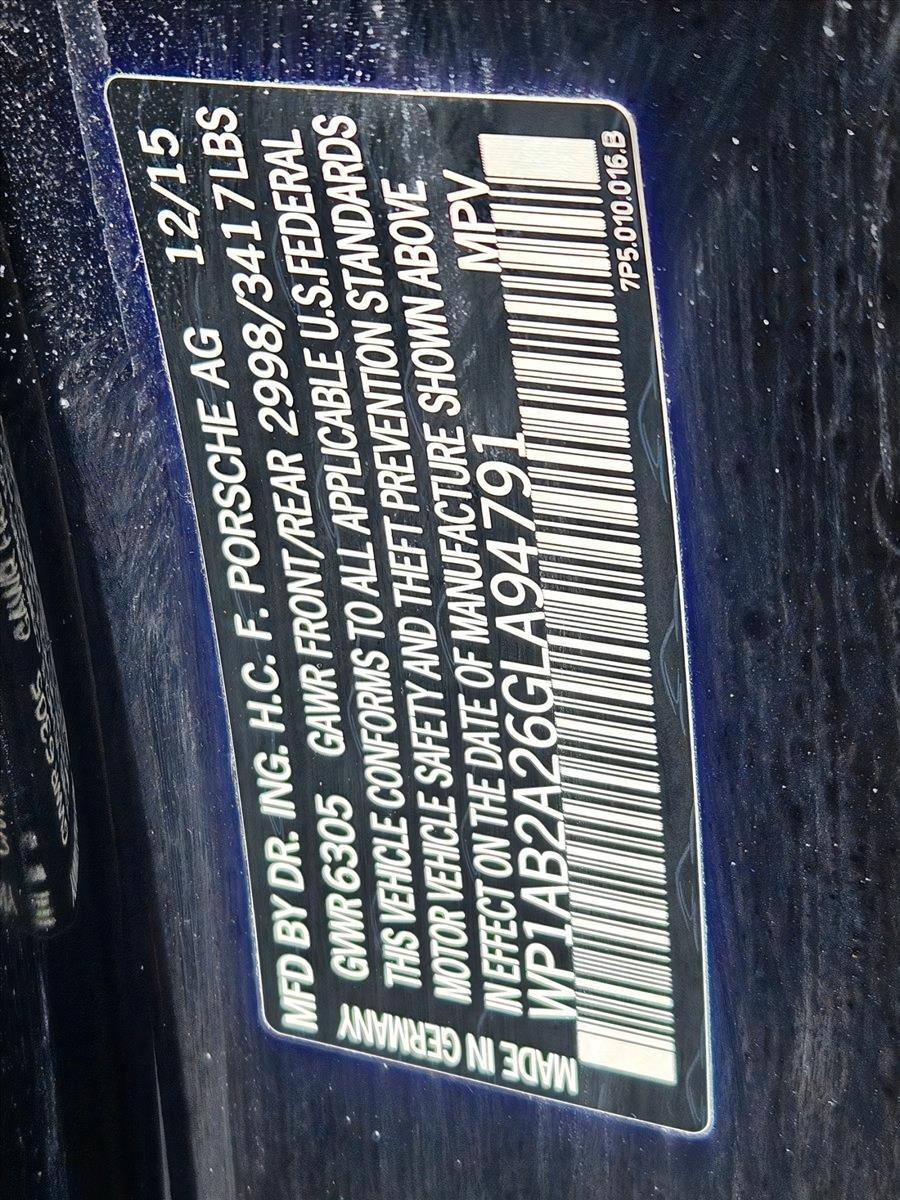 MFD BY DR. ING. H.C. F. PORSCHE AG 12/15
GVWR 6305 GAWR FRONT/REAR 2998/3417LBS
THIS VEHICLE CONFORMS TO ALL APPLICABLE U.S.FEDERAL
MOTOR VEHICLE SAFETY AND THEFT PREVENTION STANDARDS
IN EFFECT ON THE DATE OF MANUFACTURE SHOWN ABOVE
WP1AB2A26GLA94791 MPV
MADE IN GERMANY
7P5.010.016.B